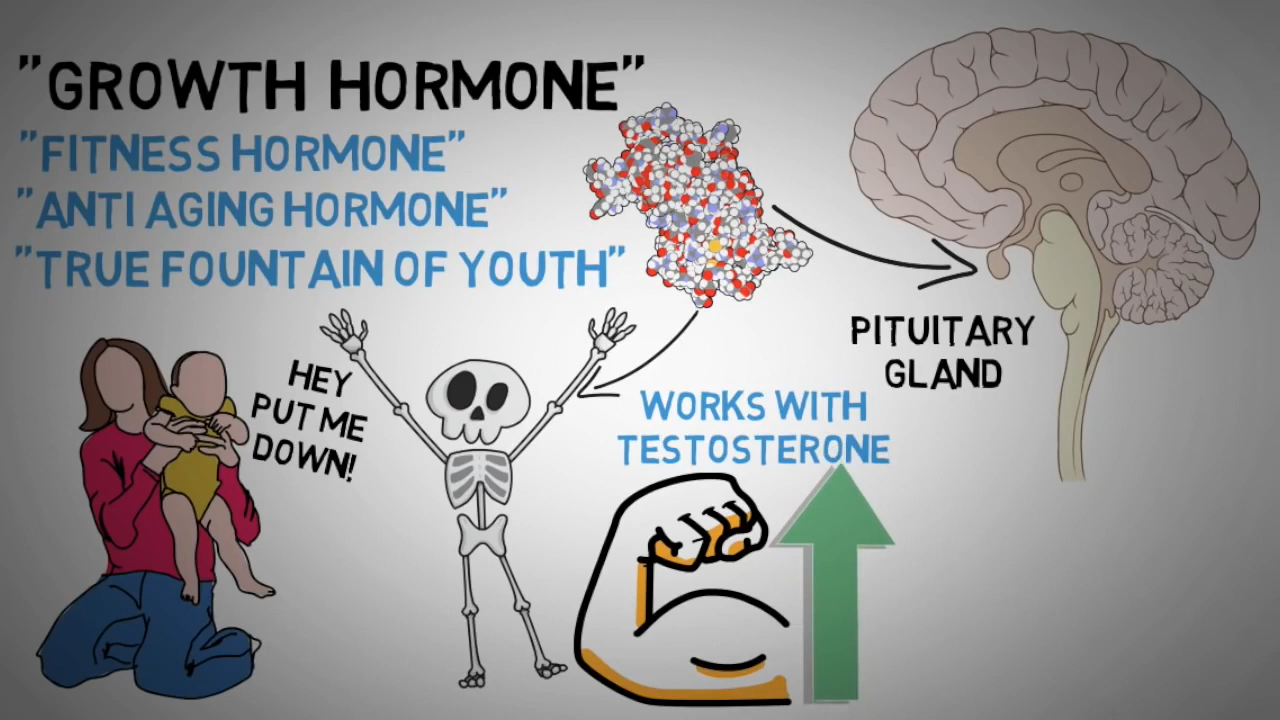 "GROWTH HORMONE"
"FITNESS HORMONE"
"ANTI AGING HORMONE"
"TRUE FOUNTAIN OF YOUTH"
HEY
PUT ME
DOWN!
PITUITARY
GLAND
WORKS WITH
TESTOSTERONE